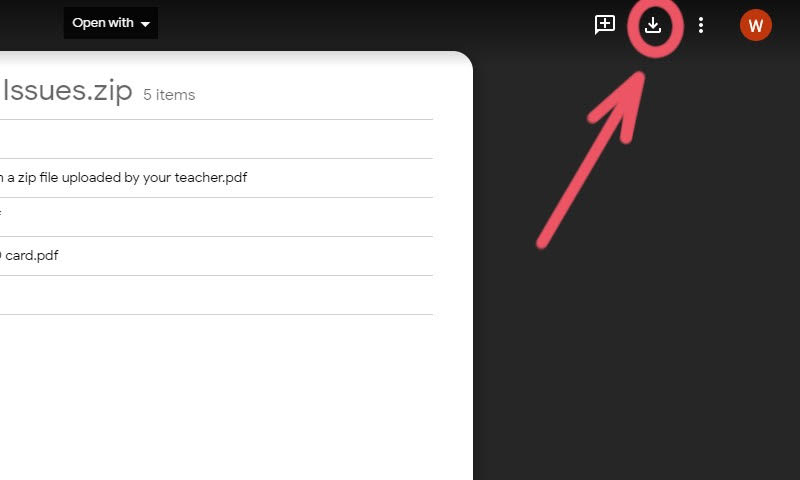 Open with
W
Issues.zip 5 items
a zip file uploaded by your teacher.pdf
card.pdf